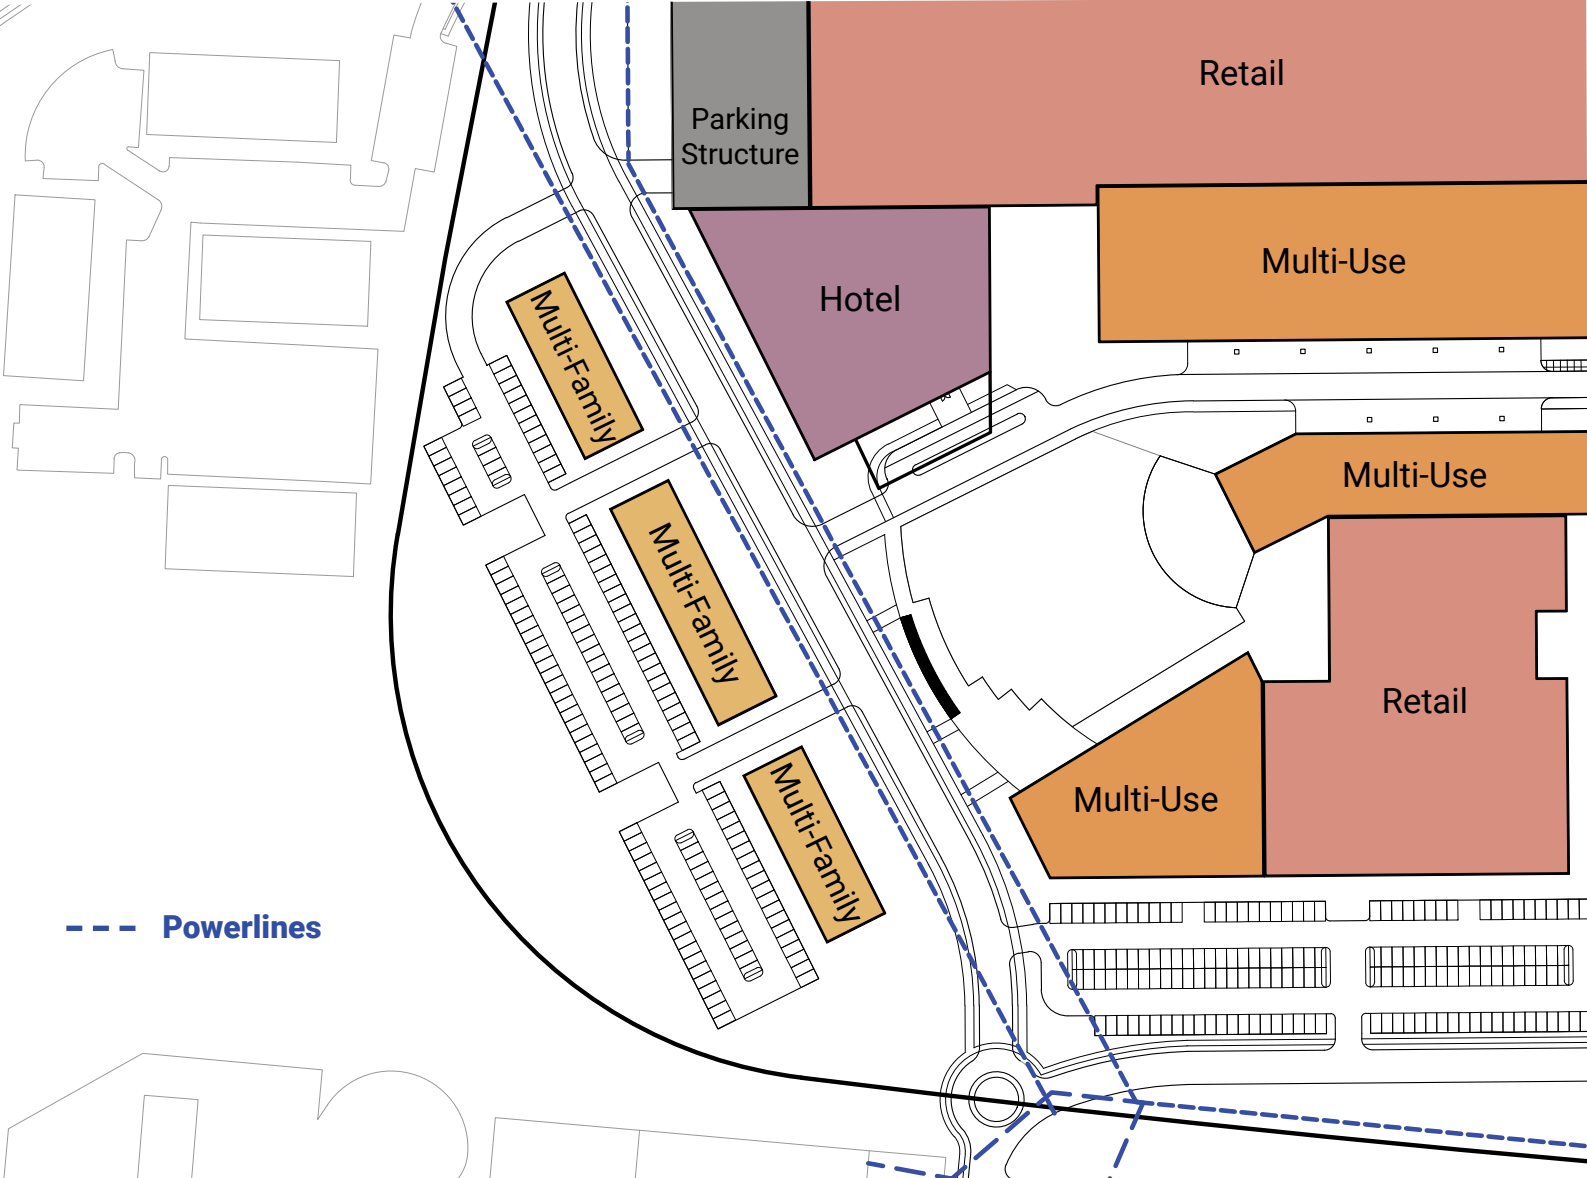 Retail
Parking
Structure
Multi-Use
Hotel
Multi-Family
Multi-Use
Multi-Family
Retail
Multi-Use
Multi-Family
Powerlines